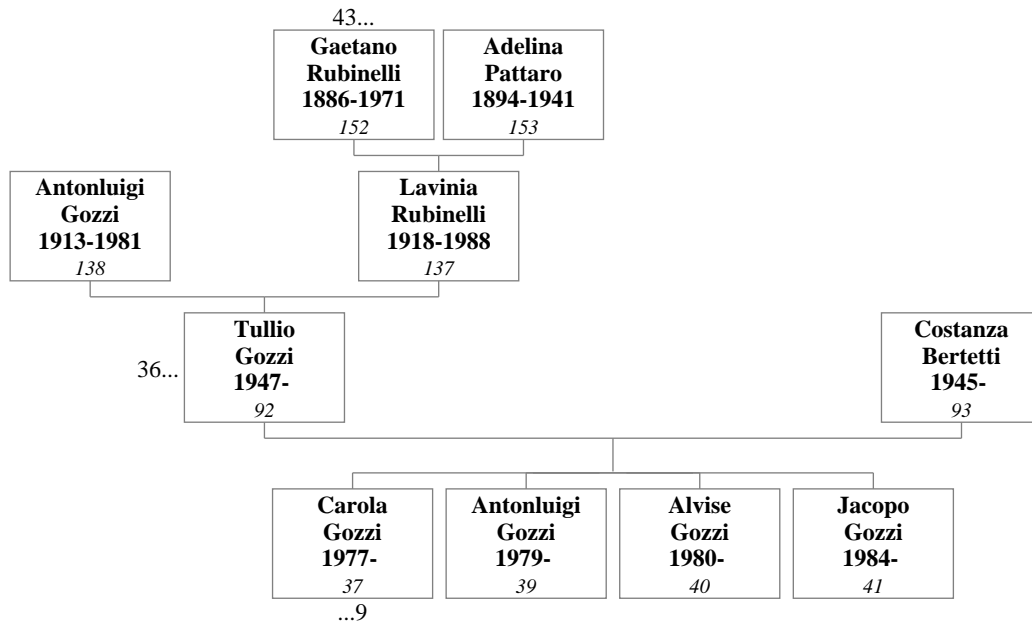 43...
Gaetano
Rubinelli
1886-1971
152
Adelina
Pattaro
1894-1941
153
Antonluigi
Gozzi
1913-1981
138
Lavinia
Rubinelli
1918-1988
137
36...
Tullio
Gozzi
1947-
92
Costanza
Bertetti
1945-
93
Carola
Gozzi
1977-
37
Antonluigi
Gozzi
1979-
39
Alvise
Gozzi
1980-
40
Jacopo
Gozzi
1984-
41
...9